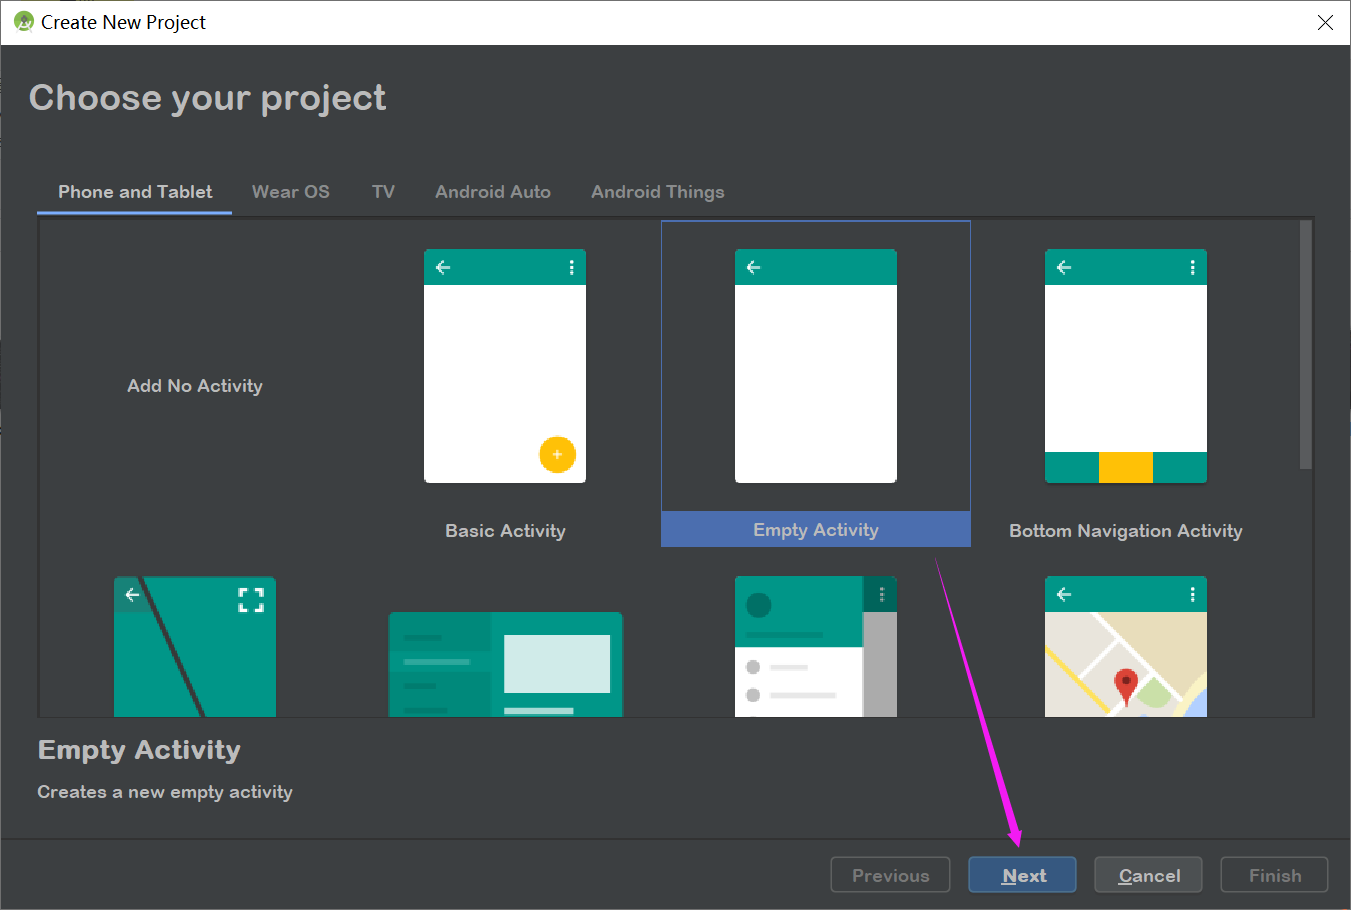 Create New Project
Choose your project
Phone and Tablet
Wear OS
TV
Android Auto
Android Things
Add No Activity
Basic Activity
Empty Activity
Bottom Navigation Activity
Empty Activity
Creates a new empty activity
Previous
Next
Cancel
Finish